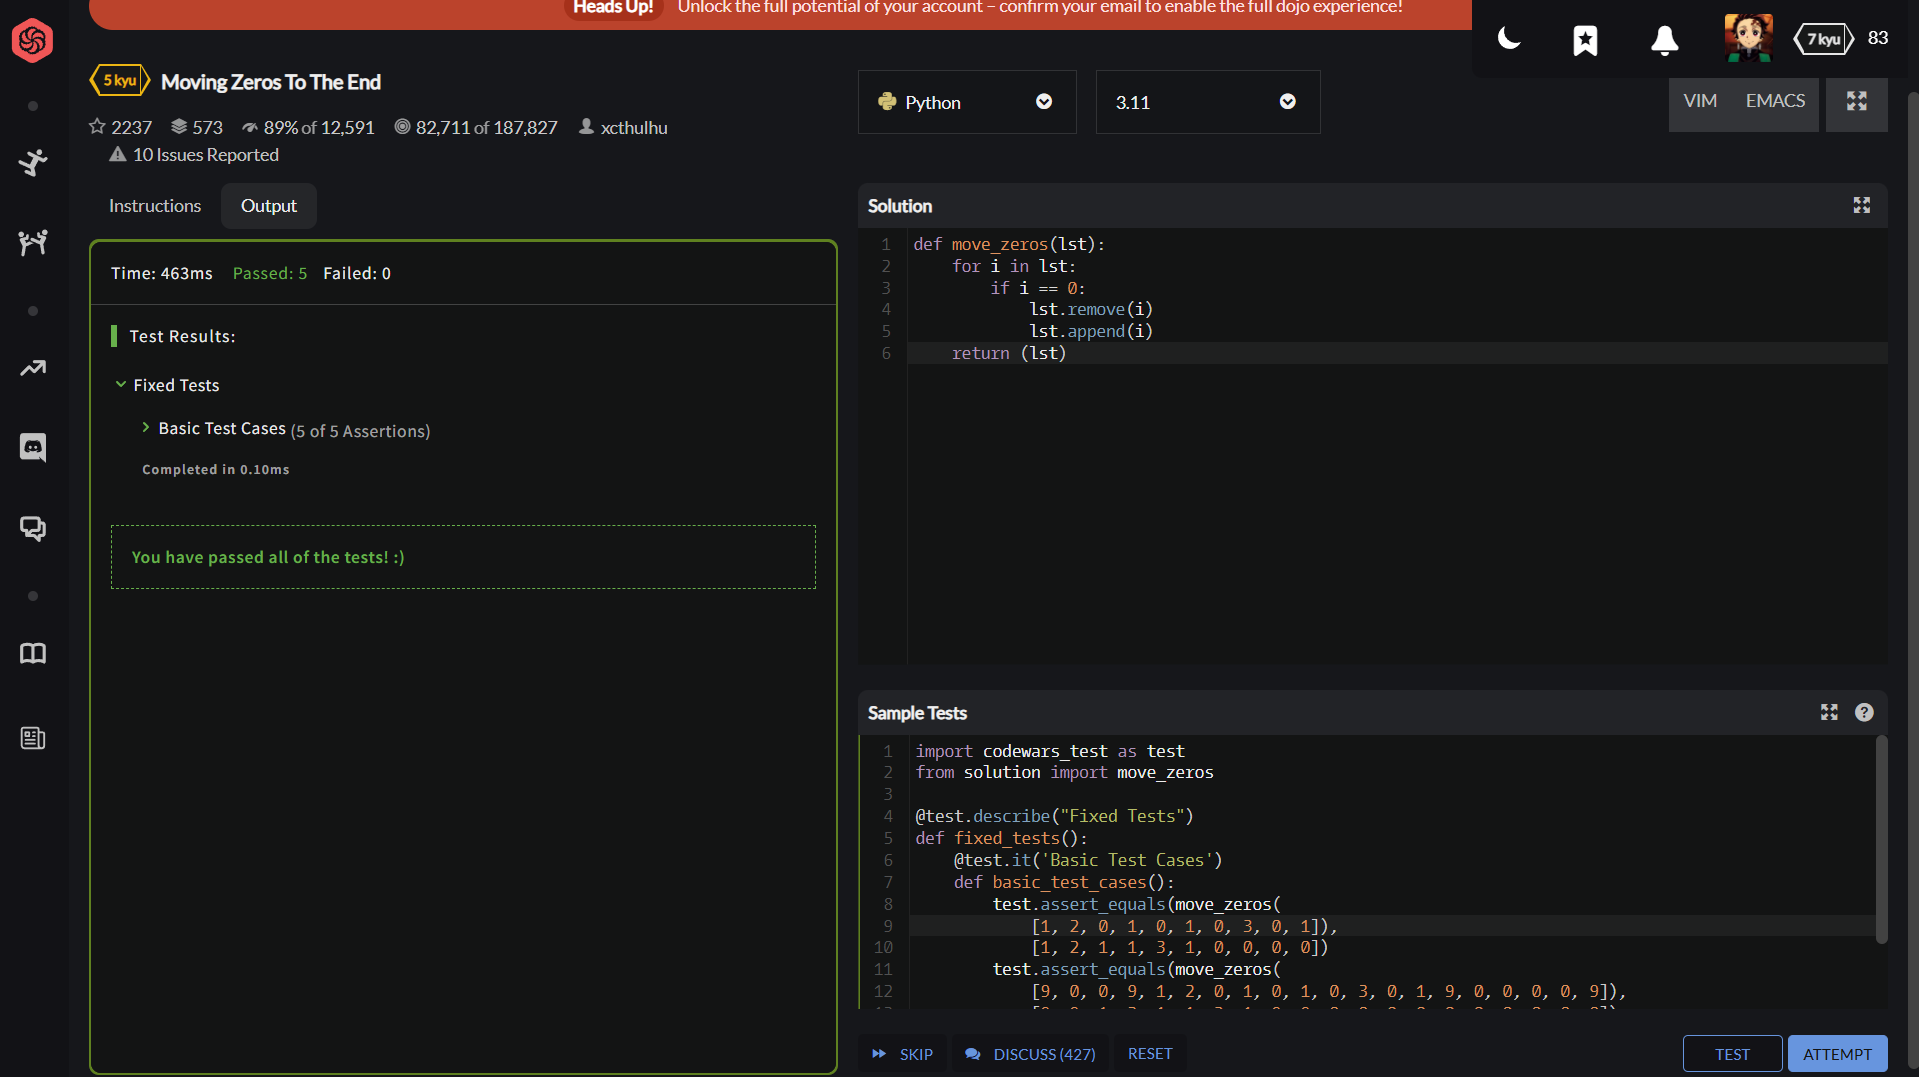 Heads Up! Unlock the full potential of your account – confirm your email to enable the full dojo experience!
7 kyu 83
5 kyu Moving Zeros To The End
2237 573 89% of 12,591 82,711 of 187,827 xcthulhu
10 Issues Reported
Python
3.11
VIM EMACS
Instructions Output
Time: 463ms Passed: 5 Failed: 0
Test Results:
Fixed Tests
Basic Test Cases (5 of 5 Assertions)
Completed in 0.10ms
You have passed all of the tests! :)
Solution
1 def move_zeros(lst):
2     for i in lst:
3         if i == 0:
4             lst.remove(i)
5             lst.append(i)
6     return (lst)
Sample Tests
1 import codewars_test as test
2 from solution import move_zeros
3
4 @test.describe("Fixed Tests")
5 def fixed_tests():
6     @test.it('Basic Test Cases')
7     def basic_test_cases():
8         test.assert_equals(move_zeros(
9             [1, 2, 0, 1, 0, 1, 0, 3, 0, 1]),
10             [1, 2, 1, 1, 3, 1, 0, 0, 0, 0])
11         test.assert_equals(move_zeros(
12             [9, 0, 0, 9, 1, 2, 0, 1, 0, 1, 0, 3, 0, 1, 9, 0, 0, 0, 0, 9]),
SKIP DISCUSS (427) RESET
TEST ATTEMPT